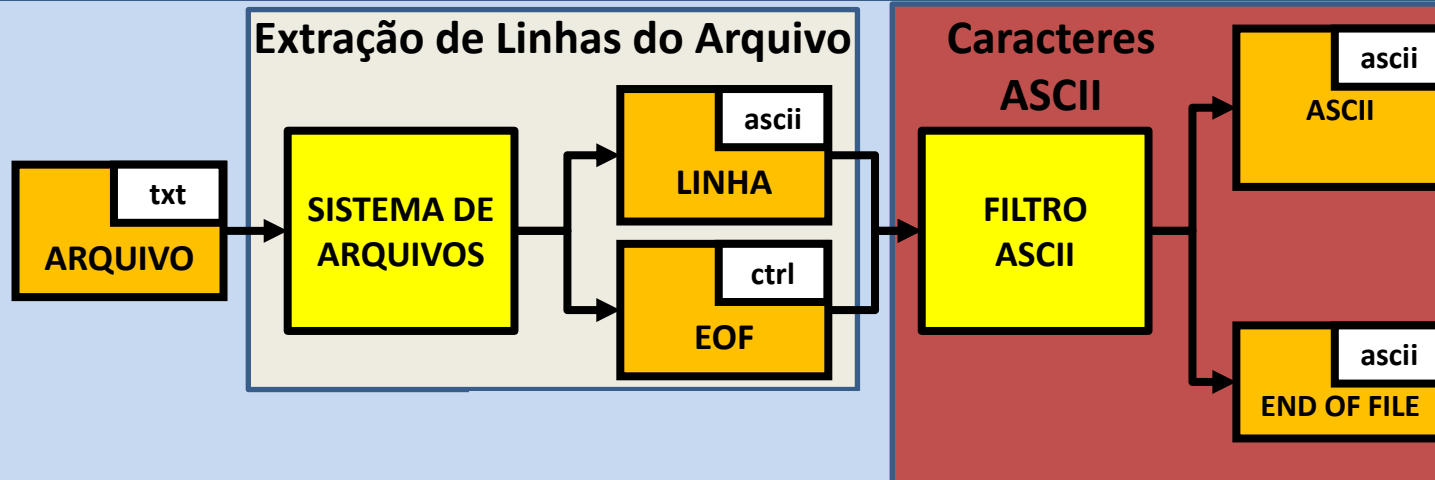 Extração de Linhas do Arquivo
txt
ARQUIVO
SISTEMA DE
ARQUIVOS
ascii
LINHA
ctrl
EOF
Caracteres
ASCII
FILTRO
ASCII
ascii
ASCII
ascii
END OF FILE